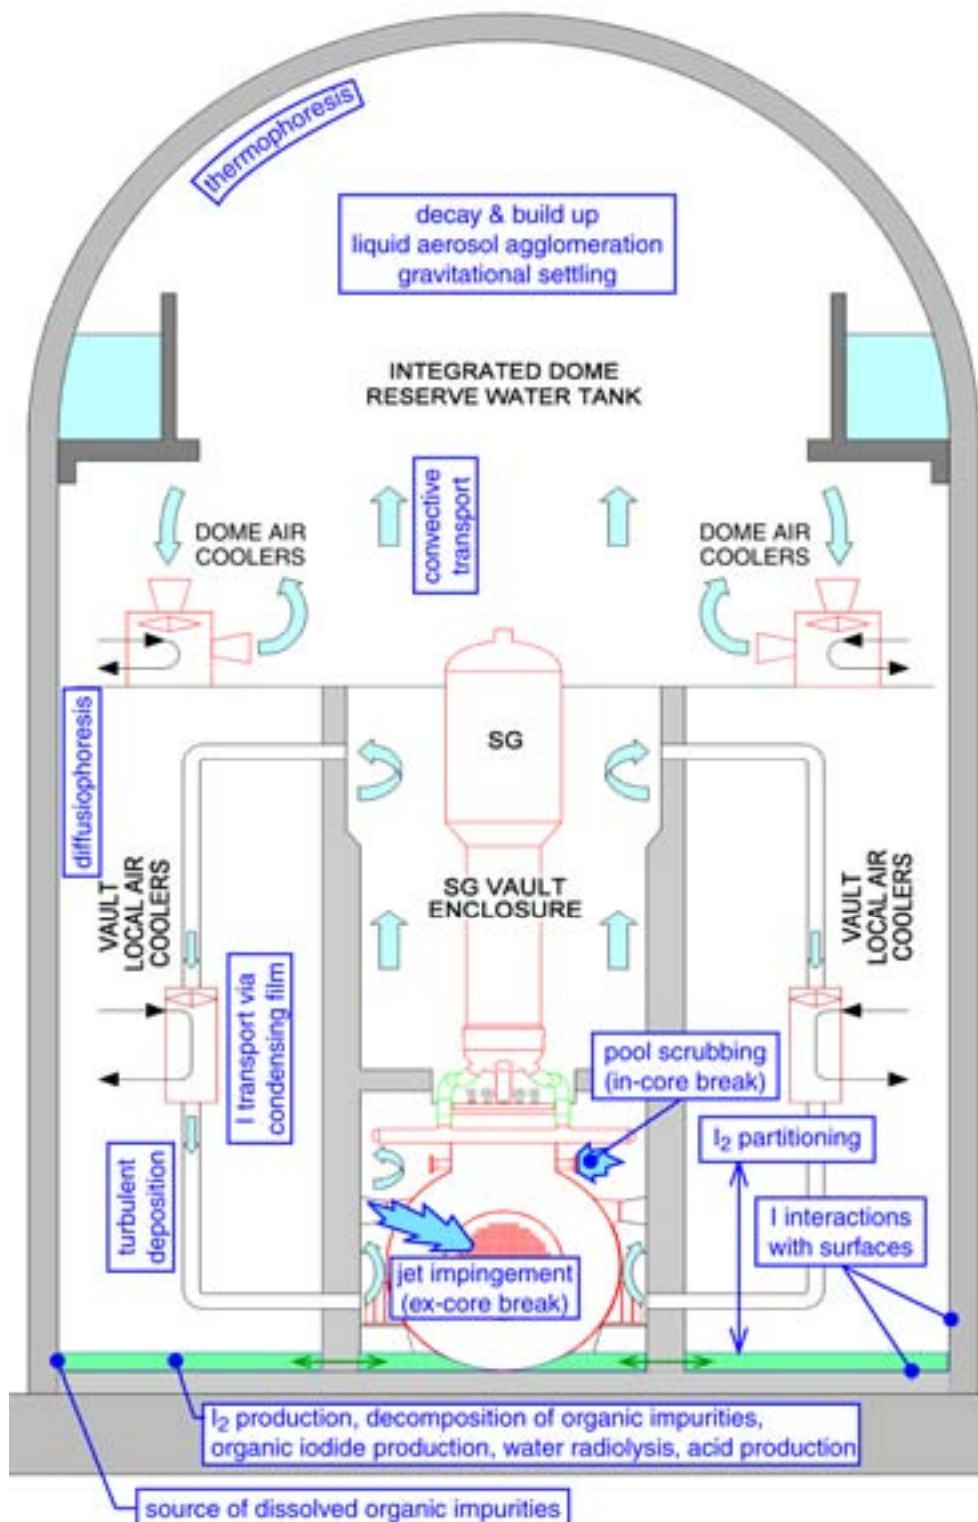 thermophoresis
decay & build up
liquid aerosol agglomeration
gravitational settling
INTEGRATED DOME
RESERVE WATER TANK
convective
transport
DOME AIR
COOLERS
DOME AIR
COOLERS
diffusiophoresis
SG
VAULT
LOCAL AIR
COOLERS
SG VAULT
ENCLOSURE
VAULT
LOCAL AIR
COOLERS
I transport via
condensing film
pool scrubbing
(in-core break)
I₂ partitioning
turbulent
deposition
I interactions
with surfaces
jet impingement
(ex-core break)
I₂ production, decomposition of organic impurities,
organic iodide production, water radiolysis, acid production
source of dissolved organic impurities